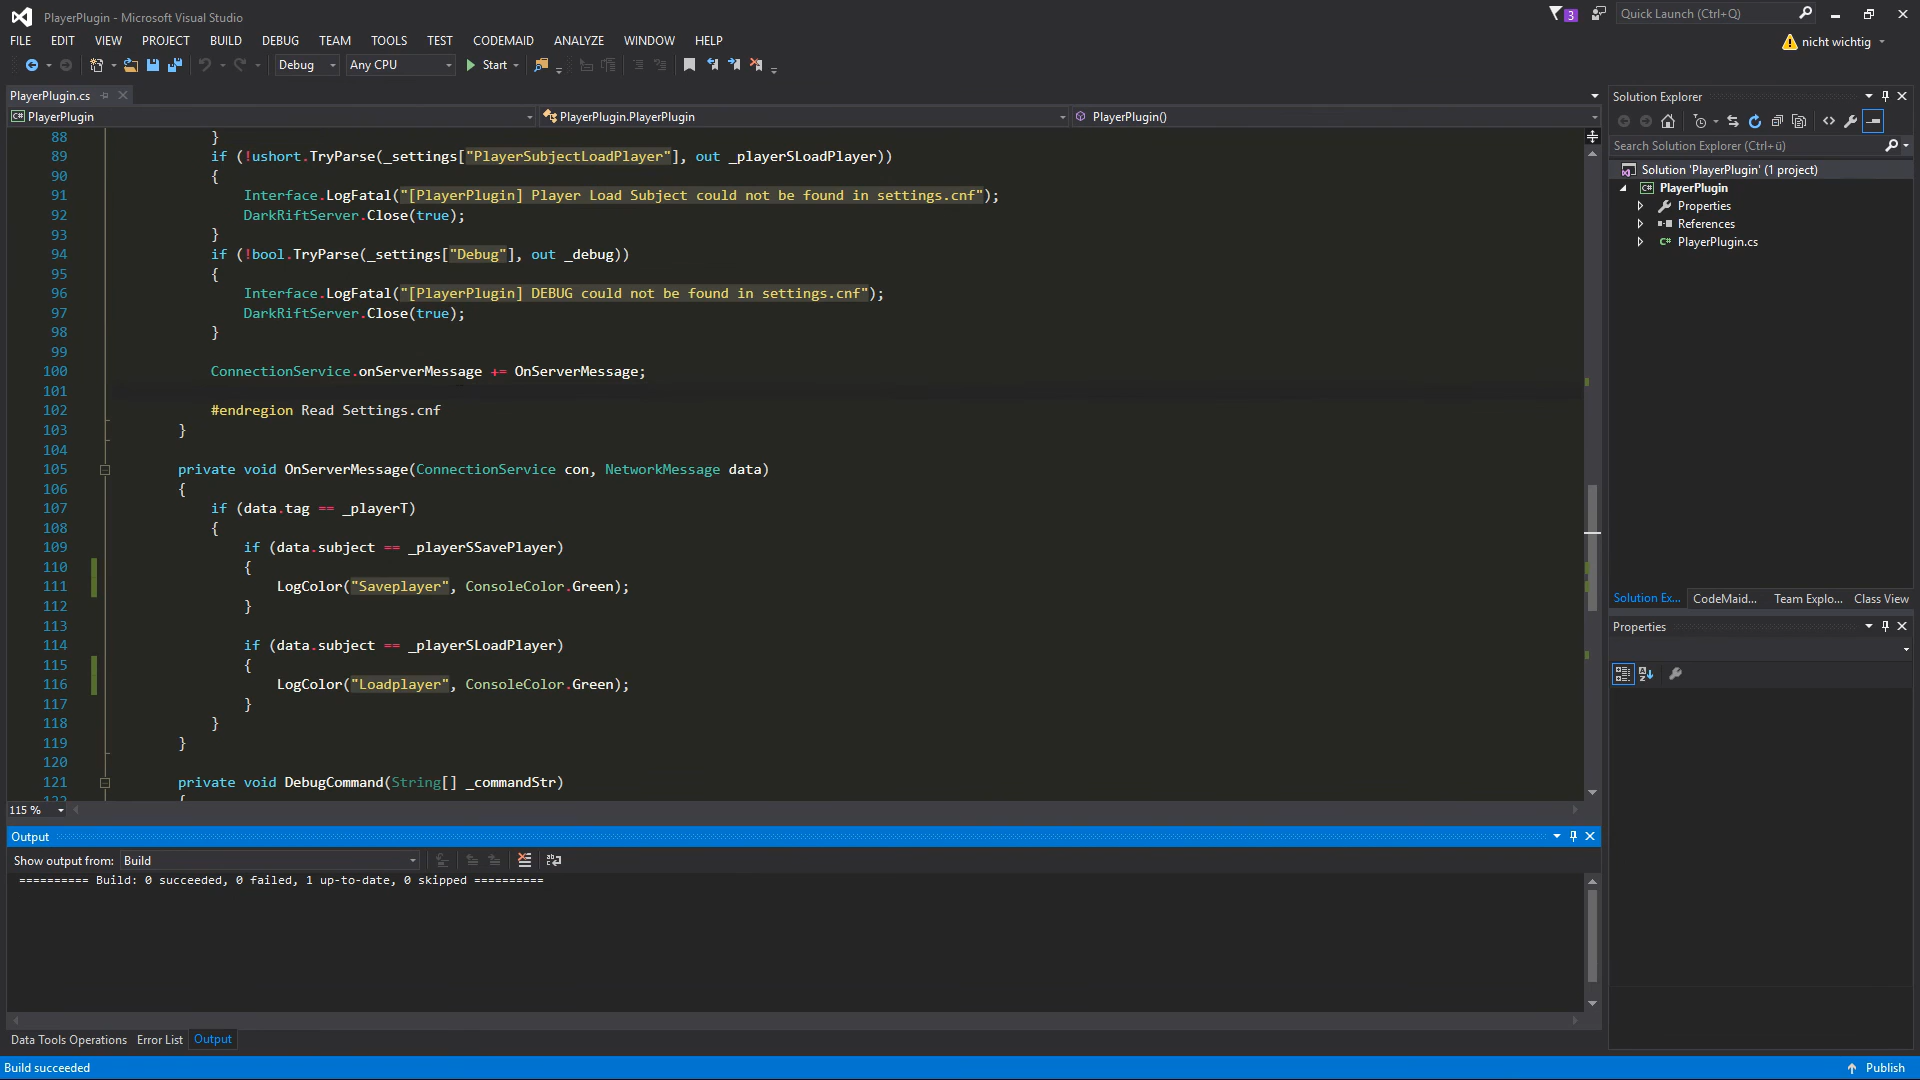 PlayerPlugin - Microsoft Visual Studio
3
Quick Launch (Ctrl+Q)
FILE EDIT VIEW PROJECT BUILD DEBUG TEAM TOOLS TEST CODEMAID ANALYZE WINDOW HELP
nicht wichtig
Debug Any CPU Start
PlayerPlugin.cs
PlayerPlugin PlayerPlugin.PlayerPlugin PlayerPlugin()
88 }
89 if (!ushort.TryParse(_settings["PlayerSubjectLoadPlayer"], out _playerSLoadPlayer))
90 {
91 Interface.LogFatal("[PlayerPlugin] Player Load Subject could not be found in settings.cnf");
92 DarkRiftServer.Close(true);
93 }
94 if (!bool.TryParse(_settings["Debug"], out _debug))
95 {
96 Interface.LogFatal("[PlayerPlugin] DEBUG could not be found in settings.cnf");
97 DarkRiftServer.Close(true);
98 }
99
100 ConnectionService.onServerMessage += OnServerMessage;
101
102 #endregion Read Settings.cnf
103 }
104
105 private void OnServerMessage(ConnectionService con, NetworkMessage data)
106 {
107 if (data.tag == _playerT)
108 {
109 if (data.subject == _playerSSavePlayer)
110 {
111 LogColor("Saveplayer", ConsoleColor.Green);
112 }
113
114 if (data.subject == _playerSLoadPlayer)
115 {
116 LogColor("Loadplayer", ConsoleColor.Green);
117 }
118 }
119 }
120
121 private void DebugCommand(String[] _commandStr)
122 {
115 %
Output
Show output from: Build
========== Build: 0 succeeded, 0 failed, 1 up-to-date, 0 skipped ==========
Data Tools Operations Error List Output
Build succeeded
Solution Explorer
Search Solution Explorer (Ctrl+ü)
Solution 'PlayerPlugin' (1 project)
C# PlayerPlugin
Properties
References
C# PlayerPlugin.cs
Solution Ex... CodeMaid... Team Explo... Class View
Properties
Publish